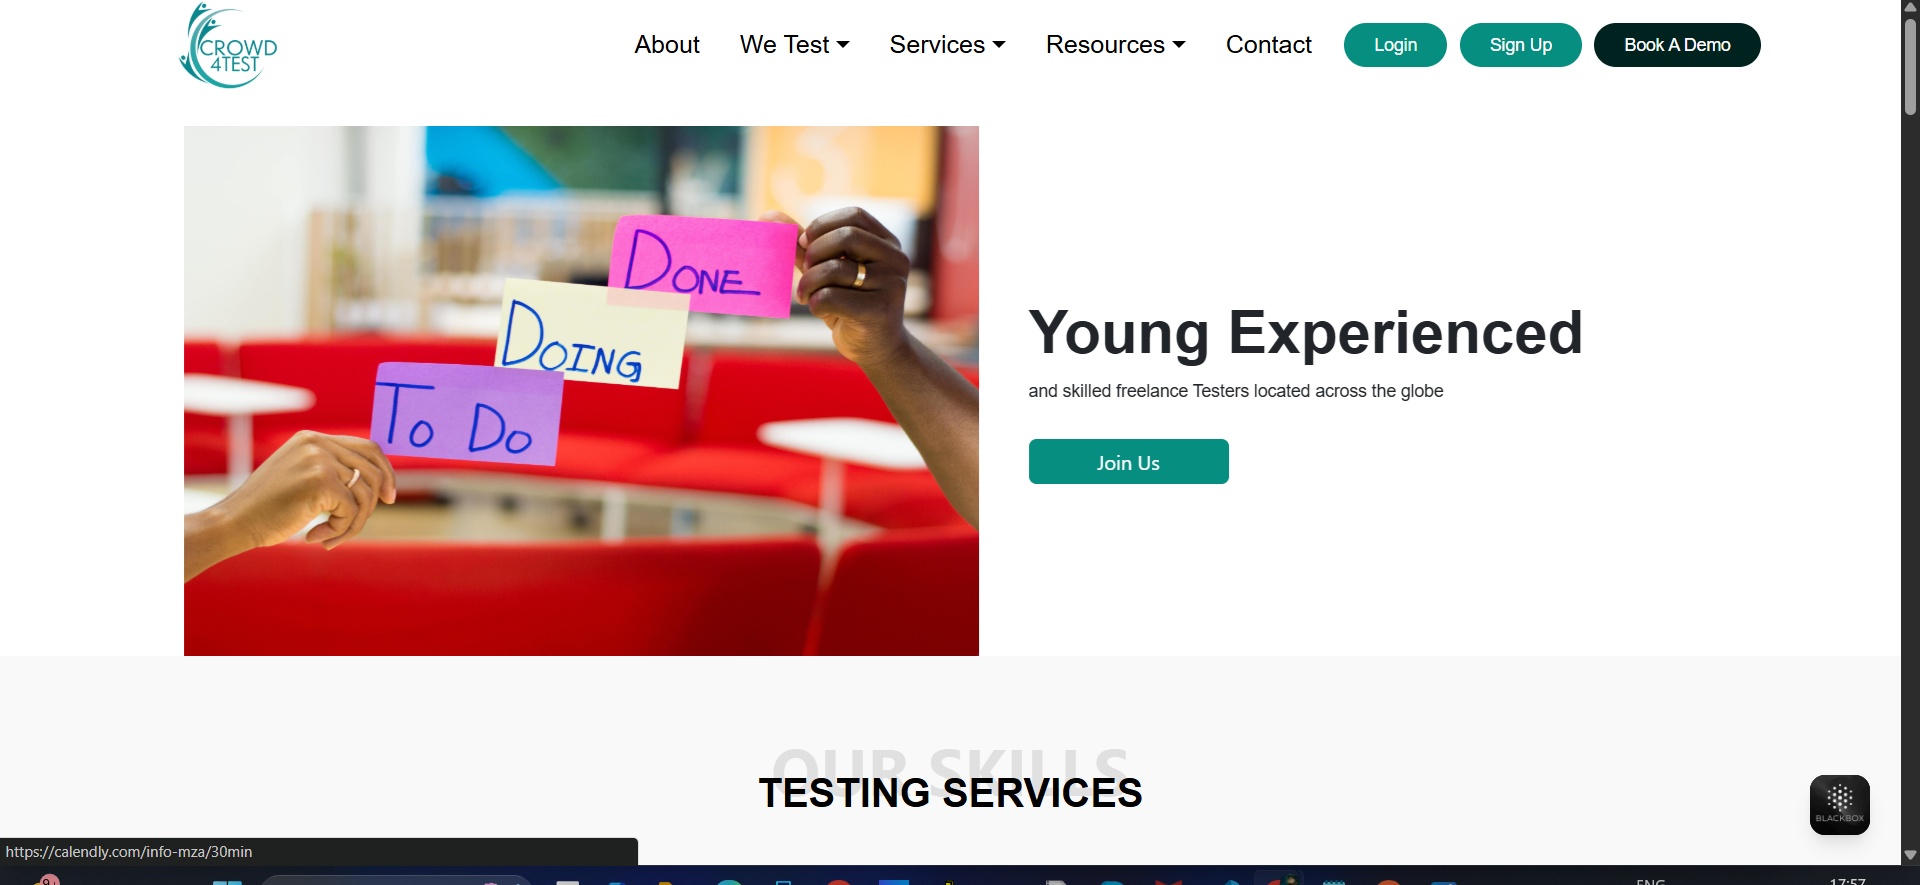 CROWD
4TEST
About
We Test
Services
Resources
Contact
Login
Sign Up
Book A Demo
DONE
DOING
TO DO
Young Experienced
and skilled freelance Testers located across the globe
Join Us
OUR SKILLS
TESTING SERVICES
BLACKBOX
https://calendly.com/info-mza/30min
ENG
17:57